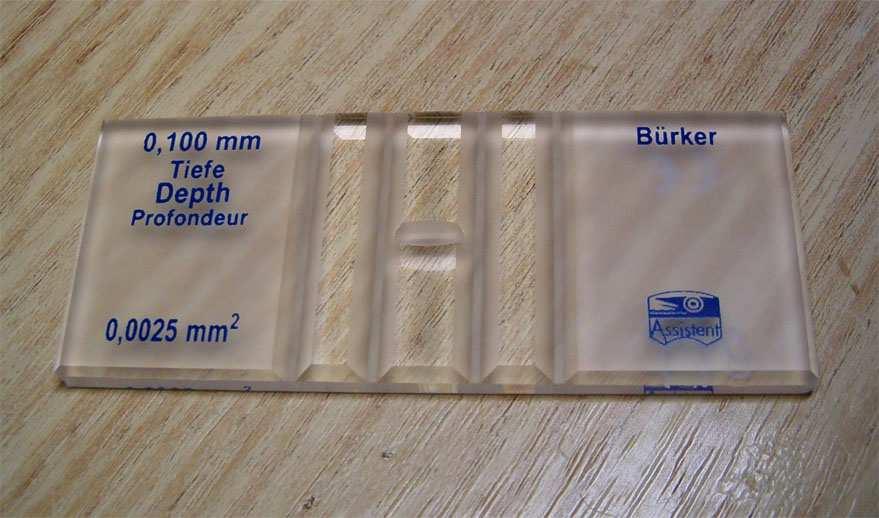 0,100 mm
Tiefe
Depth
Profondeur
0,0025 mm²
Bürker
Assistent